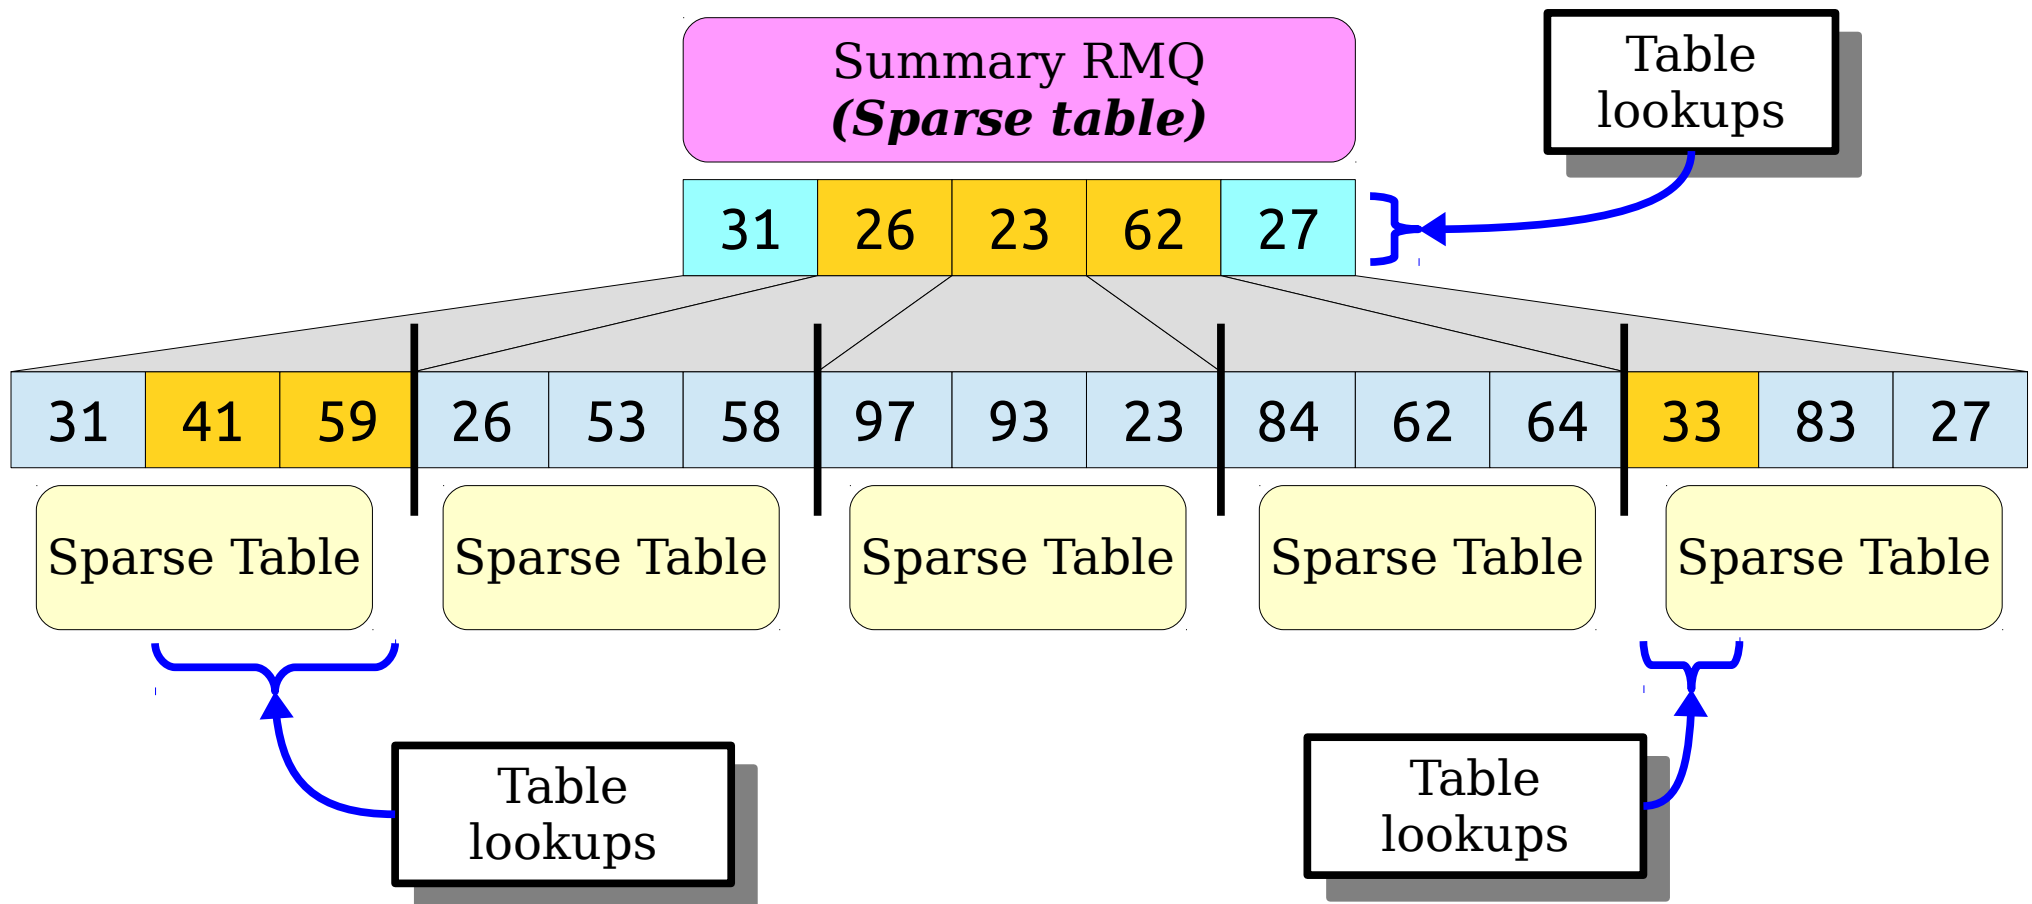 Summary RMQ
(Sparse table)
Table
lookups
31 26 23 62 27
31 41 59 26 53 58 97 93 23 84 62 64 33 83 27
Sparse Table Sparse Table Sparse Table Sparse Table Sparse Table
Table
lookups
Table
lookups